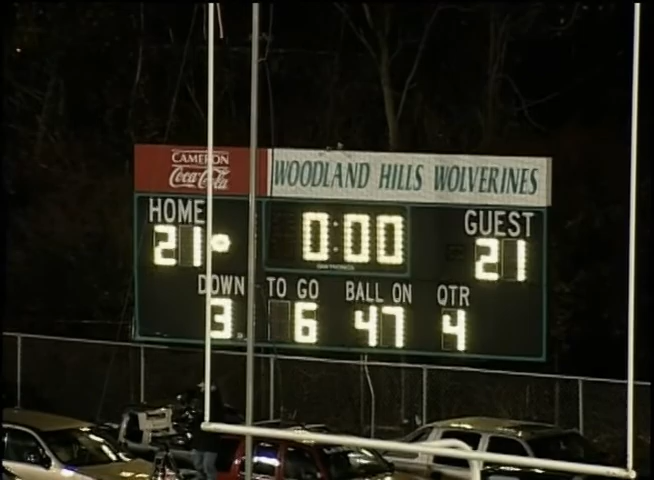 CAMERON
Coca-Cola
WOODLAND HILLS WOLVERINES
HOME 0:00 GUEST
21 21
DOWN TO GO BALL ON QTR
3 6 47 4